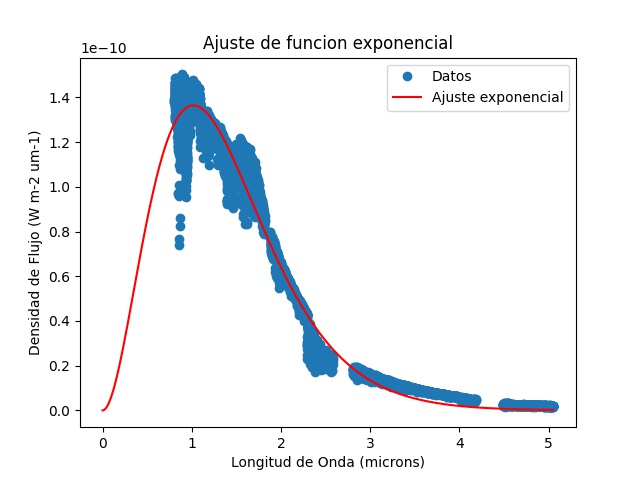 Ajuste de funcion exponencial
1e−10
Datos
Ajuste exponencial
1.4
1.2
1.0
0.8
0.6
0.4
0.2
0.0
Densidad de Flujo (W m-2 um-1)
0 1 2 3 4 5
Longitud de Onda (microns)